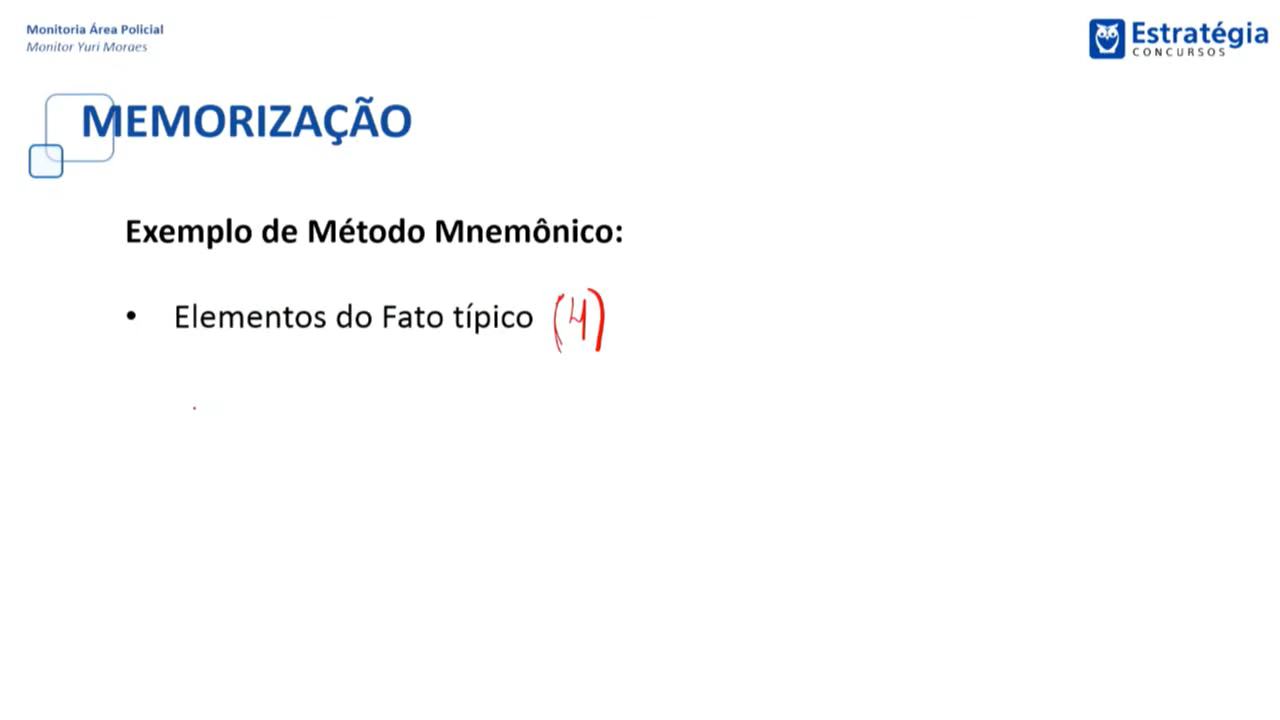 Monitoria Área Policial
Monitor Yuri Moraes
Estratégia
CONCURSOS
MEMORIZAÇÃO
Exemplo de Método Mnemônico:
• Elementos do Fato típico (4)